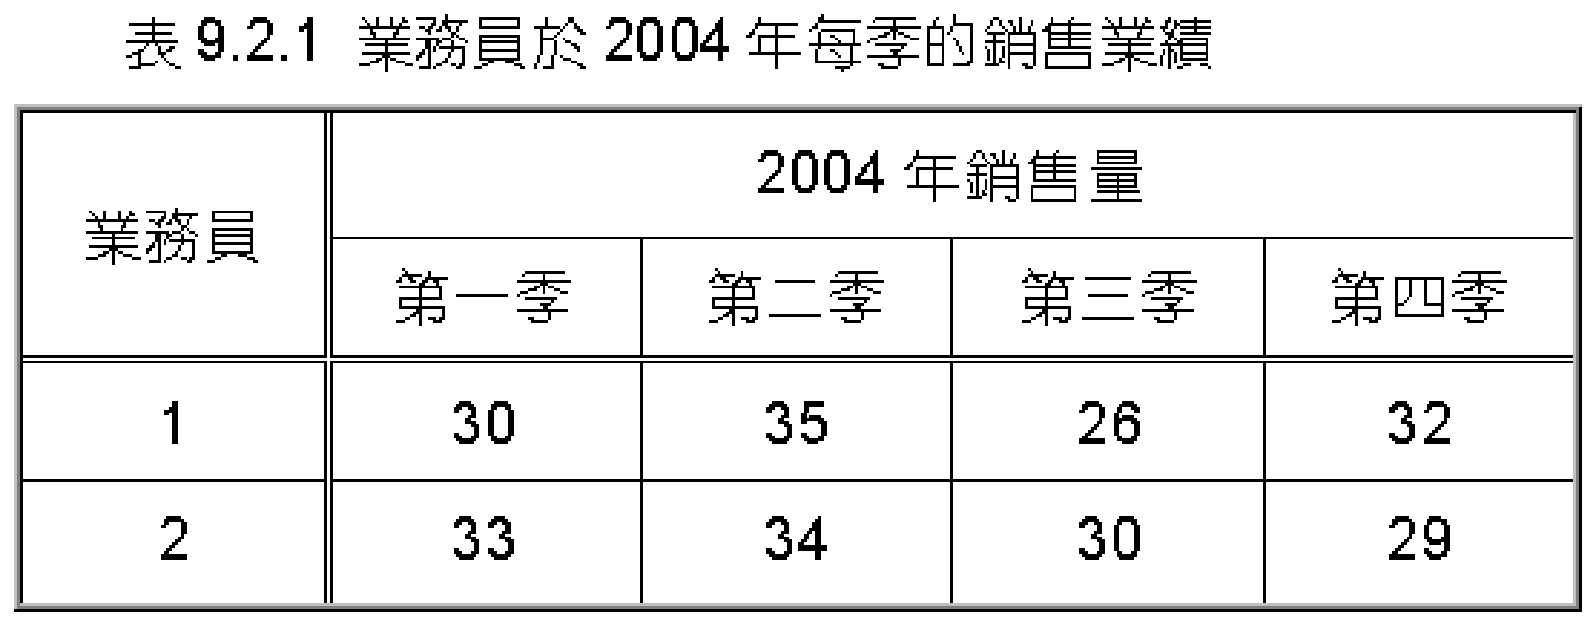 表 9.2.1 業務員於 2004 年每季的銷售業績
業務員
2004 年銷售量
第一季 第二季 第三季 第四季
1 30 35 26 32
2 33 34 30 29